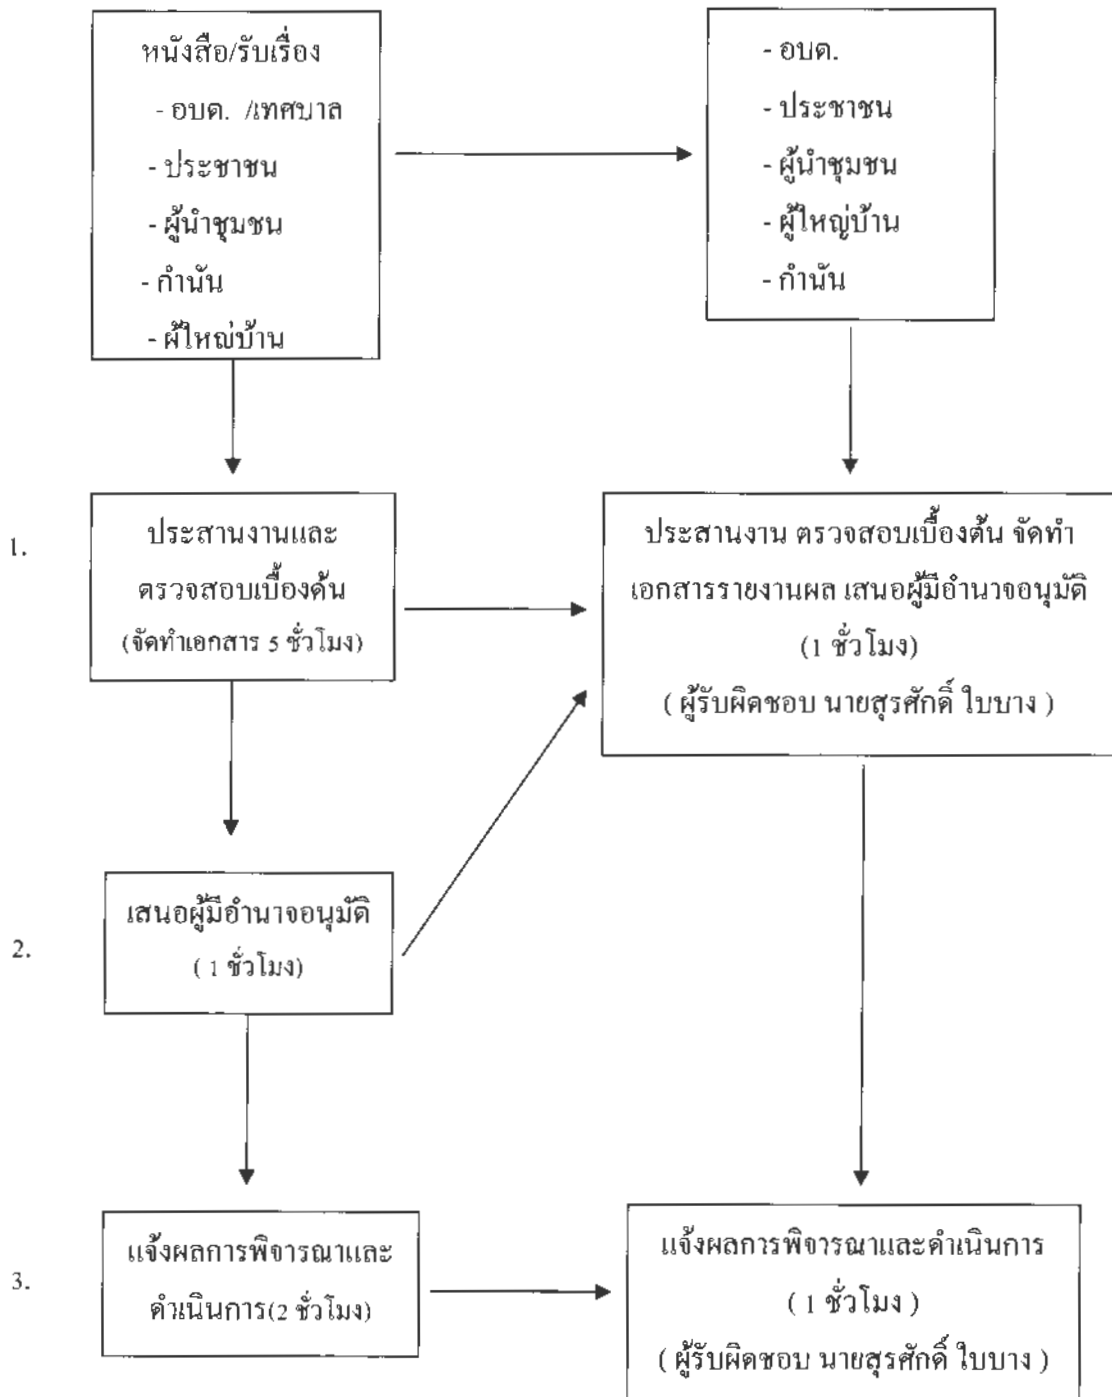 หนังสือ/รับเรื่อง
- อบต. /เทศบาล
- ประชาชน
- ผู้นำชุมชน
- กำนัน
- ผู้ใหญ่บ้าน
- อบต.
- ประชาชน
- ผู้นำชุมชน
- ผู้ใหญ่บ้าน
- กำนัน
1.
ประสานงานและ
ตรวจสอบเบื้องต้น
(จัดทำเอกสาร 5 ชั่วโมง)
ประสานงาน ตรวจสอบเบื้องต้น จัดทำ
เอกสารรายงานผล เสนอผู้มีอำนาจอนุมัติ
(1 ชั่วโมง)
( ผู้รับผิดชอบ นายสุรศักดิ์ ใบบาง )
2.
เสนอผู้มีอำนาจอนุมัติ
( 1 ชั่วโมง)
3.
แจ้งผลการพิจารณาและ
ดำเนินการ(2 ชั่วโมง)
แจ้งผลการพิจารณาและดำเนินการ
( 1 ชั่วโมง )
( ผู้รับผิดชอบ นายสุรศักดิ์ ใบบาง )